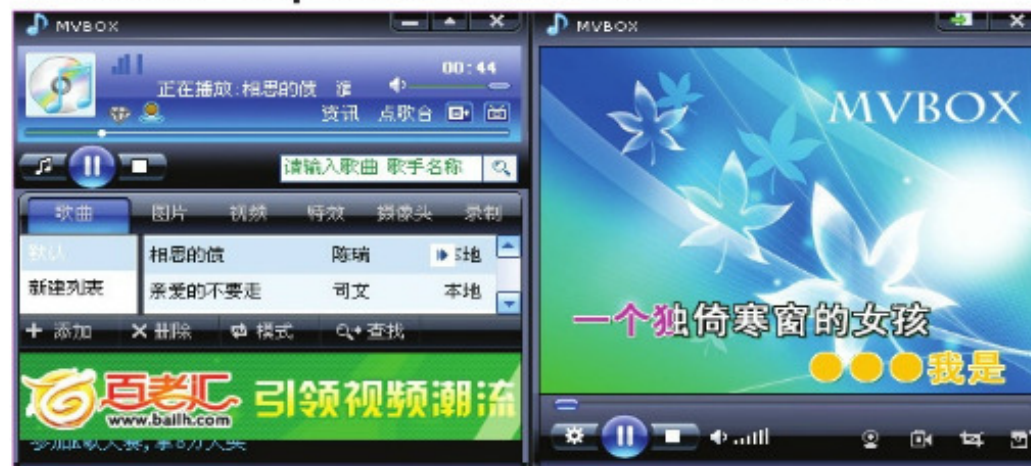 MVBOX
00:44
正在播放:相思的债
资讯 点歌台
请输入歌曲 歌手名称
歌曲 图片 视频 特效 摄像头 录制
默认 相思的债 陈瑞
新建列表 亲爱的不要走 司文 本地
+ 添加 × 删除 模式 查找
百老汇 引领视频潮流
www.bailh.com
MVBOX
MVBOX
一个独倚寒窗的女孩
●●●我是